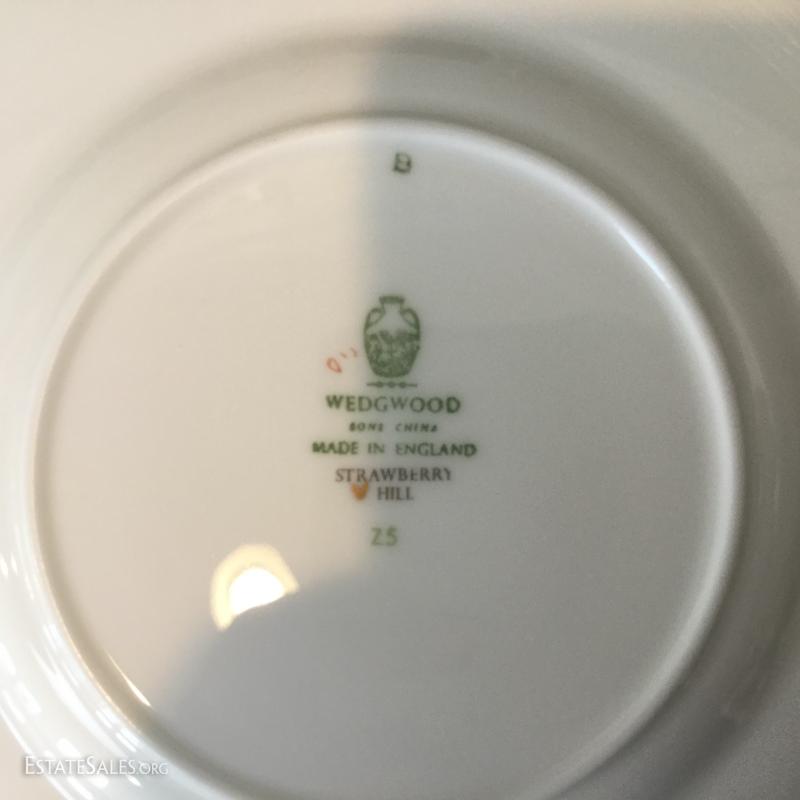 B
WEDGWOOD
BONE CHINA
MADE IN ENGLAND
STRAWBERRY
HILL
Z5
ESTATESALES.ORG